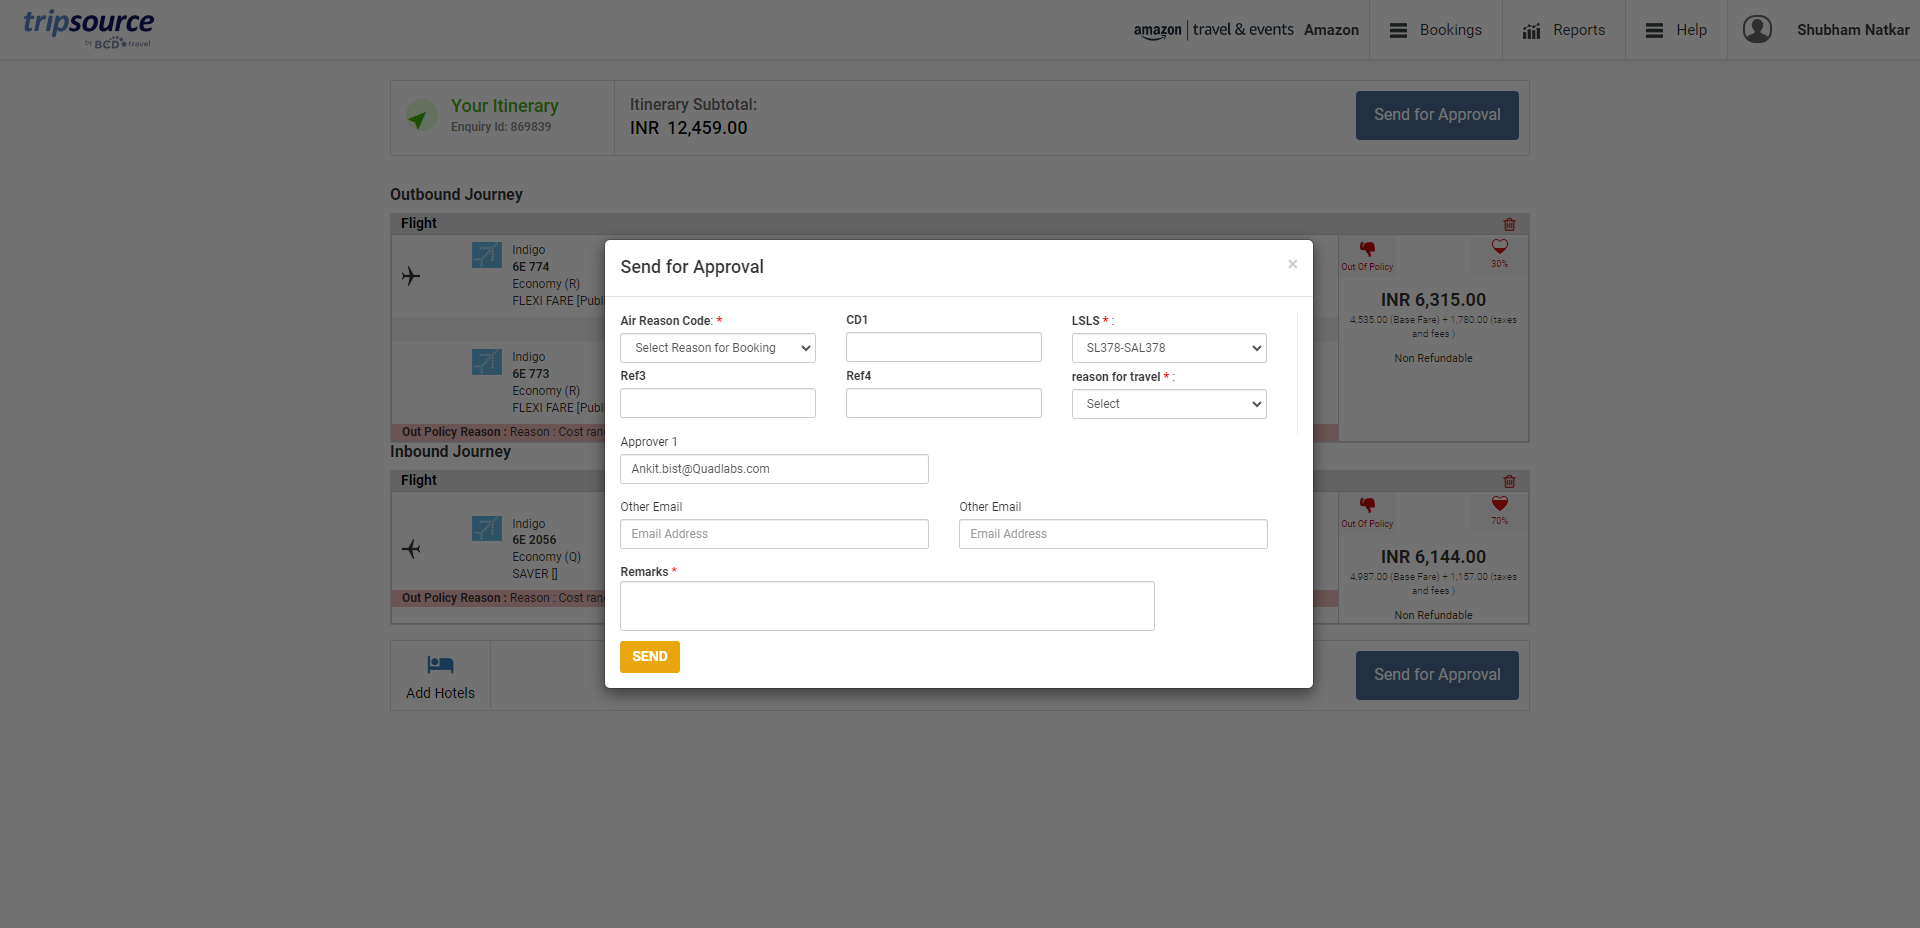 tripsource
by BCD travel
amazon | travel & events Amazon
Bookings
Reports
Help
Shubham Natkar
Your Itinerary
Enquiry Id: 869839
Itinerary Subtotal:
INR 12,459.00
Send for Approval
Outbound Journey
Flight
Indigo
6E 774
Economy (R)
FLEXI FARE [Publ
Indigo
6E 773
Economy (R)
FLEXI FARE [Publ
Out Policy Reason : Reason : Cost ran
Out Of Policy
30%
INR 6,315.00
4,535.00 (Base Fare) + 1,780.00 (taxes
and fees )
Non Refundable
Inbound Journey
Flight
Indigo
6E 2056
Economy (Q)
SAVER []
Out Policy Reason : Reason : Cost ran
Out Of Policy
70%
INR 6,144.00
4,987.00 (Base Fare) + 1,157.00 (taxes
and fees )
Non Refundable
Add Hotels
Send for Approval
Send for Approval
×
Air Reason Code: *
CD1
LSLS * :
Select Reason for Booking
SL378-SAL378
Ref3
Ref4
reason for travel * :
Select
Approver 1
Ankit.bist@Quadlabs.com
Other Email
Other Email
Email Address
Email Address
Remarks *
SEND